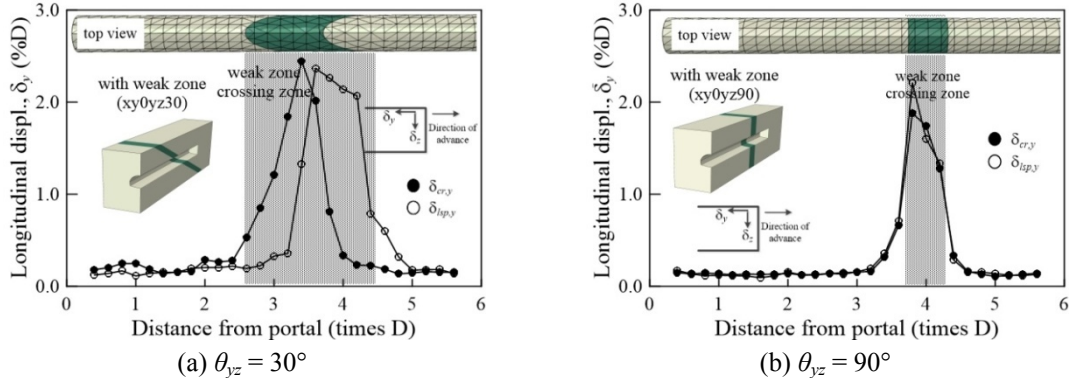 3.0
top view
weak zone
crossing zone
with weak zone
(xy0yz30)
2.0
δy
δz
Direction of
advance
1.0
δcr,y
δlsp,y
0.0
0 1 2 3 4 5 6
Longitudinal displ., δy (%D)
Distance from portal (times D)
(a) θyz = 30°
3.0
top view
with weak zone
(xy0yz90)
weak zone
crossing zone
2.0
δcr,y
δlsp,y
1.0
δy
δz
Direction of
advance
0.0
0 1 2 3 4 5 6
Longitudinal displ., δy (%D)
Distance from portal (times D)
(b) θyz = 90°